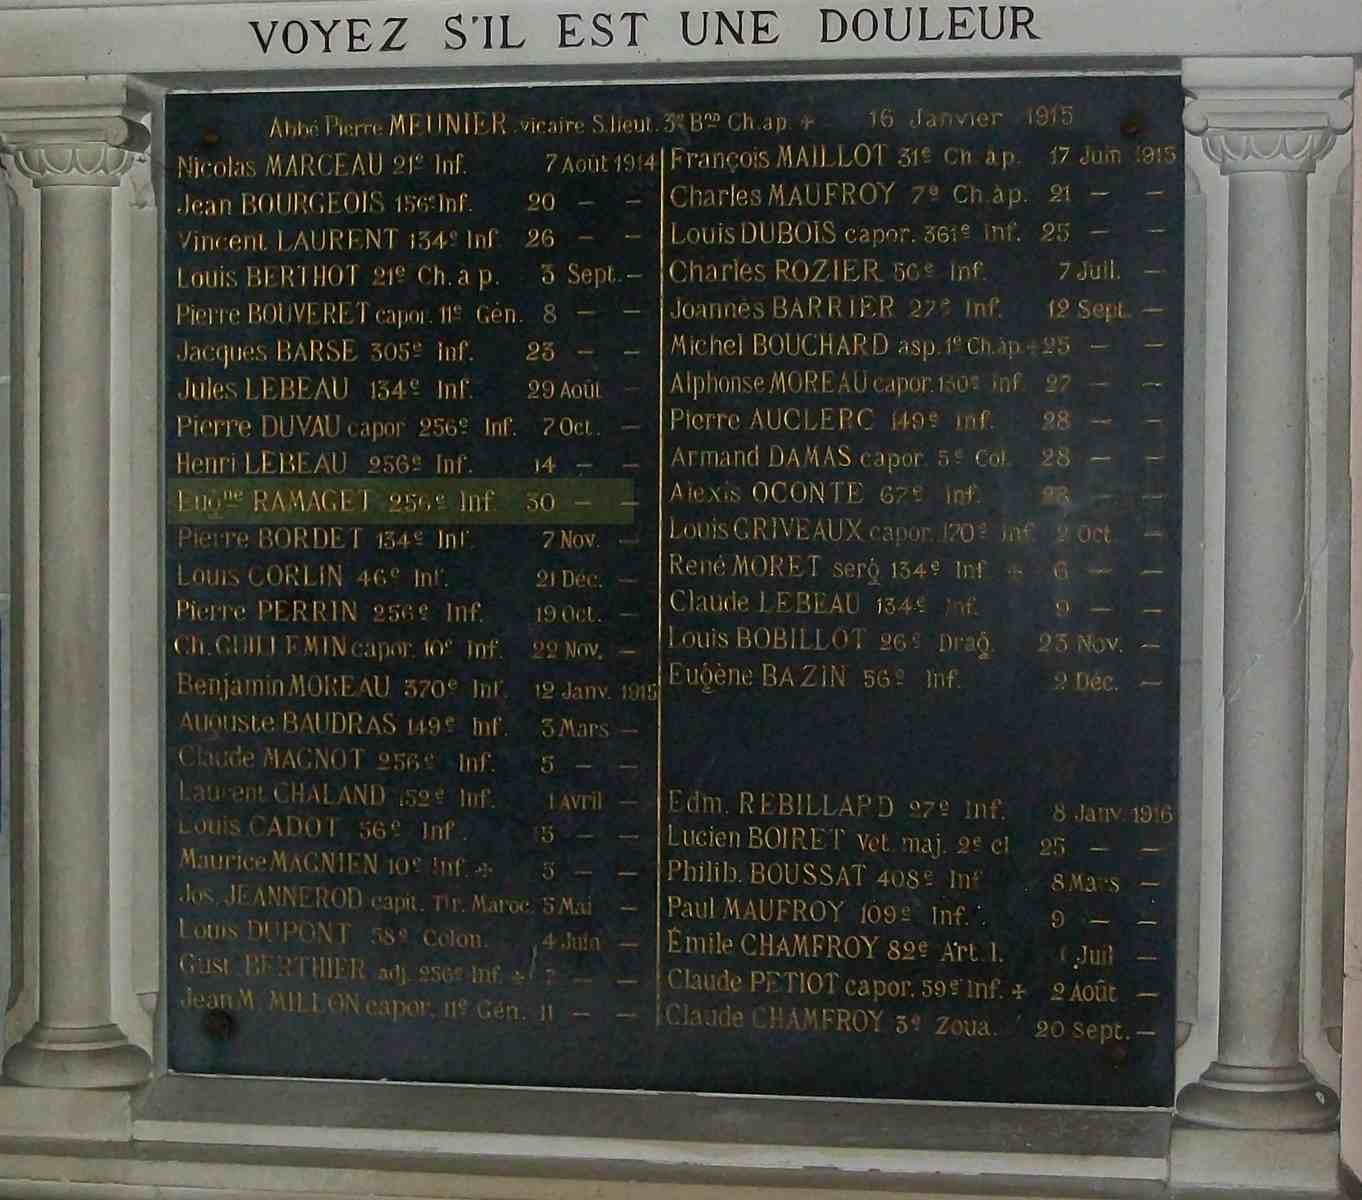 VOYEZ S'IL EST UNE DOULEUR
Abbé Pierre MEUNIER vicaire S.lieut. 3e Bon Ch.ap. + 16 Janvier 1915
Nicolas MARCEAU 21e Inf. 7 Août 1914
Jean BOURGEOIS 156e Inf. 20 – –
Vincent LAURENT 134e Inf 26 – –
Louis BERTHOT 21e Ch. à p. 3 Sept. –
Pierre BOUVERET capor. 11e Gén. 8 – –
Jacques BARSE 305e Inf. 23 – –
Jules LEBEAU 134e Inf. 29 Août –
Pierre DUVAU capor 256e Inf. 7 Oct. –
Henri LEBEAU 256e Inf. 14 – –
Eugne RAMAGET 256e Inf. 30 – –
Pierre BORDET 134e Inf. 7 Nov. –
Louis CORLIN 46e Inf. 21 Déc. –
Pierre PERRIN 256e Inf. 19 Oct. –
Ch. GUILLEMIN capor. 10e Inf. 22 Nov. –
Benjamin MOREAU 370e Inf. 12 Janv. 1915
Auguste BAUDRAS 149e Inf. 3 Mars –
Claude MAGNOT 256e Inf. 5 – –
Laurent CHALAND 152e Inf. 1 Avril –
Louis CADOT 56e Inf. 5 – –
Maurice MAGNIEN 10e Inf. + 5 – –
Jos. JEANNEROD capit. Tir. Maroc. 5 Mai –
Louis DUPONT 58e Colon. 4 Juin –
Gust. BERTHIER adj. 256e Inf. + 7 – –
Jean M. MILLON capor. 11e Gén. 11 – –
François MAILLOT 31e Ch. à p. 17 Juin 1915
Charles MAUFROY 7e Ch. à p. 21 – –
Louis DUBOIS capor. 361e Inf. 25 – –
Charles ROZIER 56e Inf. 7 Juil. –
Joannès BARRIER 27e Inf. 12 Sept. –
Michel BOUCHARD asp. 1e Ch. à p. + 25 – –
Alphonse MOREAU capor. 130e Inf. 27 – –
Pierre AUCLERC 149e Inf. 28 – –
Armand DAMAS capor. 5e Col. 28 – –
Alexis OCONTE 67e Inf. 28 – –
Louis GRIVEAUX capor. 170e Inf 2 Oct –
René MORET serg 134e Inf + 6 – –
Claude LEBEAU 134e Inf. 9 – –
Louis BOBILLOT 26e Drag. 23 Nov. –
Eugène BAZIN 56e Inf. 2 Déc. –
Edm. REBILLARD 27e Inf. 8 Janv. 1916
Lucien BOIRET vet. maj. 2e cl 25 – –
Philib. BOUSSAT 408e Inf 8 Mars –
Paul MAUFROY 109e Inf. 9 – –
Émile CHAMFROY 82e Art. l. 1 Juil –
Claude PETIOT capor. 59e Inf. + 2 Août –
Claude CHAMFROY 3e Zoua. 20 Sept. –